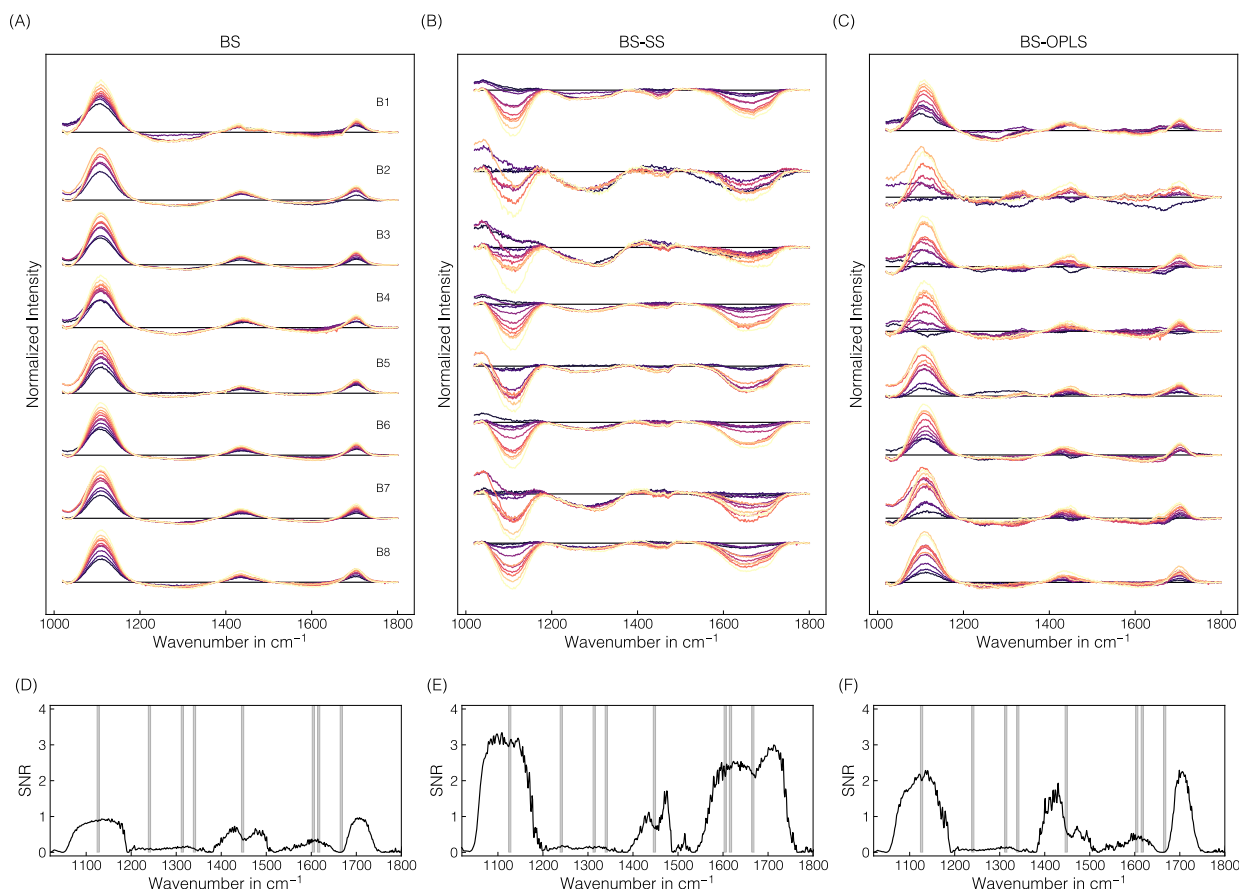 (A)
(B)
(C)
BS
BS-SS
BS-OPLS
B1
B2
B3
B4
B5
B6
B7
B8
Normalized Intensity
Normalized Intensity
Normalized Intensity
1000 1200 1400 1600 1800
1000 1200 1400 1600 1800
1000 1200 1400 1600 1800
Wavenumber in cm⁻¹
Wavenumber in cm⁻¹
Wavenumber in cm⁻¹
(D)
(E)
(F)
4
3
2
1
0
SNR
4
3
2
1
0
SNR
4
3
2
1
0
SNR
1100 1200 1300 1400 1500 1600 1700 1800
1100 1200 1300 1400 1500 1600 1700 1800
1100 1200 1300 1400 1500 1600 1700 1800
Wavenumber in cm⁻¹
Wavenumber in cm⁻¹
Wavenumber in cm⁻¹